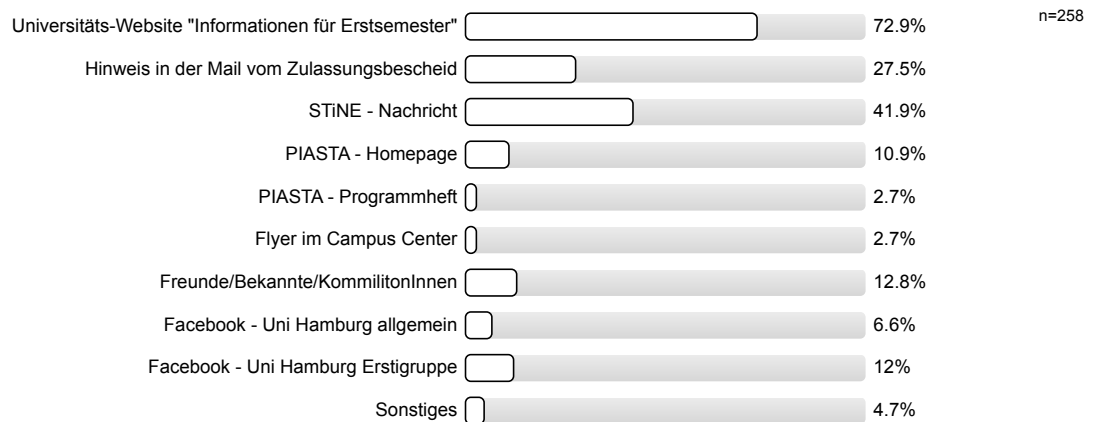 Universitäts-Website "Informationen für Erstsemester" 72.9% n=258
Hinweis in der Mail vom Zulassungsbescheid 27.5%
STiNE - Nachricht 41.9%
PIASTA - Homepage 10.9%
PIASTA - Programmheft 2.7%
Flyer im Campus Center 2.7%
Freunde/Bekannte/KommilitonInnen 12.8%
Facebook - Uni Hamburg allgemein 6.6%
Facebook - Uni Hamburg Erstigruppe 12%
Sonstiges 4.7%